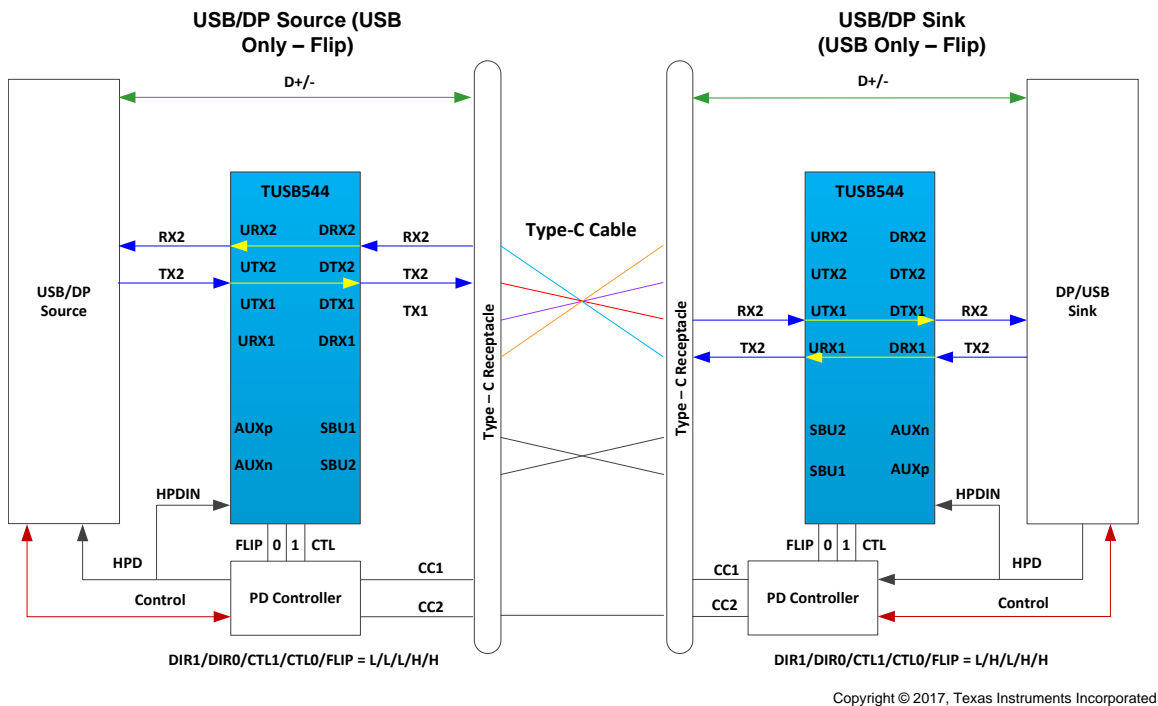 USB/DP Source (USB
Only – Flip)
USB/DP Sink
(USB Only – Flip)
D+/-
D+/-
TUSB544
TUSB544
Type-C Cable
RX2
URX2
DRX2
RX2
URX2
DRX2
TX2
UTX2
DTX2
TX2
UTX2
DTX2
USB/DP
Source
UTX1
DTX1
TX1
RX2
UTX1
DTX1
RX2
DP/USB
Sink
URX1
DRX1
TX2
URX1
DRX1
TX2
Type – C Receptacle
Type – C Receptacle
AUXp
SBU1
SBU2
AUXn
AUXn
SBU2
SBU1
AUXp
HPDIN
HPDIN
FLIP 0 1 CTL
FLIP 0 1 CTL
HPD
CC1
CC1
HPD
Control
PD Controller
CC2
CC2
PD Controller
Control
DIR1/DIR0/CTL1/CTL0/FLIP = L/L/L/H/H
DIR1/DIR0/CTL1/CTL0/FLIP = L/H/L/H/H
Copyright © 2017, Texas Instruments Incorporated